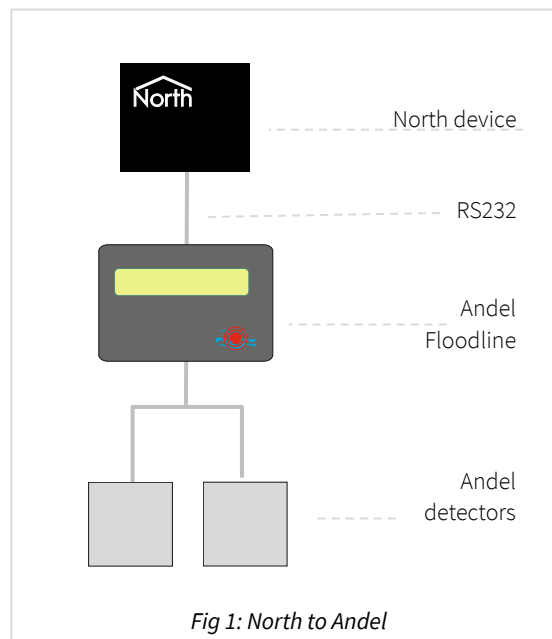 North
North device
RS232
Andel
Floodline
Andel
detectors
Fig 1: North to Andel